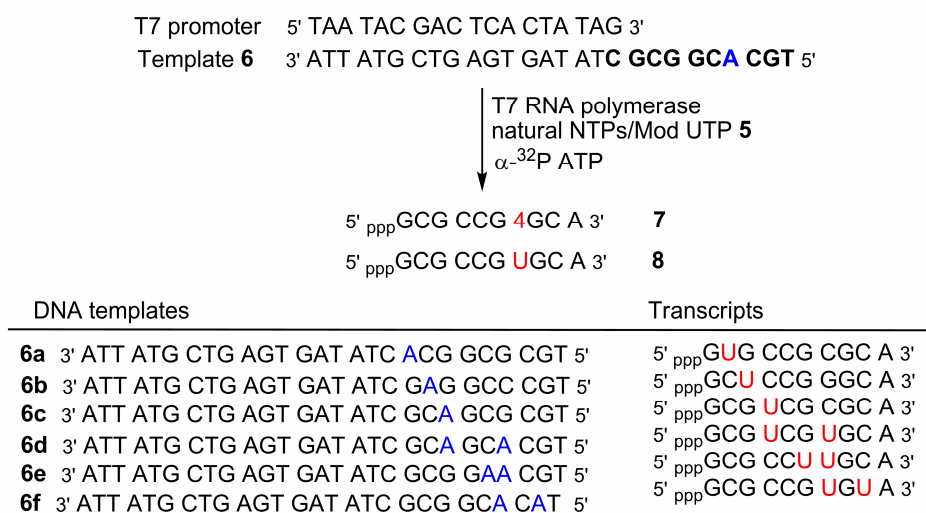 T7 promoter 5' TAA TAC GAC TCA CTA TAG 3'
Template 6 3' ATT ATG CTG AGT GAT ATC GCG GCA CGT 5'
T7 RNA polymerase
natural NTPs/Mod UTP 5
α-32P ATP
5' pppGCG CCG 4GC A 3' 7
5' pppGCG CCG UGC A 3' 8
DNA templates Transcripts
6a 3' ATT ATG CTG AGT GAT ATC ACG GCG CGT 5' 5' pppGUG CCG CGC A 3'
6b 3' ATT ATG CTG AGT GAT ATC GAG GCC CGT 5' 5' pppGCU CCG GGC A 3'
6c 3' ATT ATG CTG AGT GAT ATC GCA GCG CGT 5' 5' pppGCG UCG CGC A 3'
6d 3' ATT ATG CTG AGT GAT ATC GCA GCA CGT 5' 5' pppGCG UCG UGC A 3'
6e 3' ATT ATG CTG AGT GAT ATC GCG GAA CGT 5' 5' pppGCG CCU UGC A 3'
6f 3' ATT ATG CTG AGT GAT ATC GCG GCA CAT 5' 5' pppGCG CCG UGU A 3'